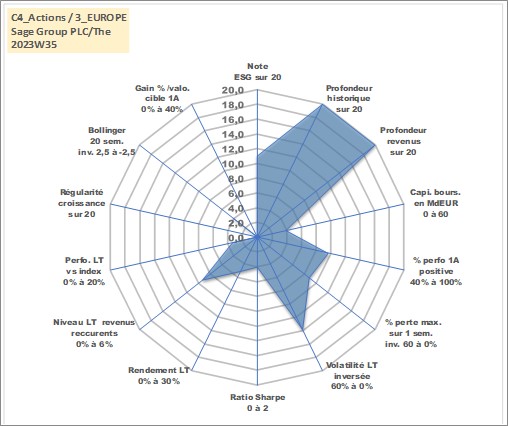 C4_Actions / 3_EUROPE
Sage Group PLC/The
2023W35
Note
ESG sur 20
Profondeur
historique
sur 20
Profondeur
revenus
sur 20
Capi. bours.
en MdEUR
0 à 60
% perfo 1A
positive
40% à 100%
% perte max.
sur 1 sem.
inv. 60 à 0%
Volatilité LT
inversée
60% à 0%
Ratio Sharpe
0 à 2
Rendement LT
0% à 30%
Niveau LT revenus
reccurents
0% à 6%
Perfo. LT
vs index
0% à 20%
Régularité
croissance
sur 20
Bollinger
20 sem.
inv. 2,5 à -2,5
Gain % /valo.
cible 1A
0% à 40%
20,0
18,0
16,0
14,0
12,0
10,0
8,0
6,0
4,0
2,0
0,0